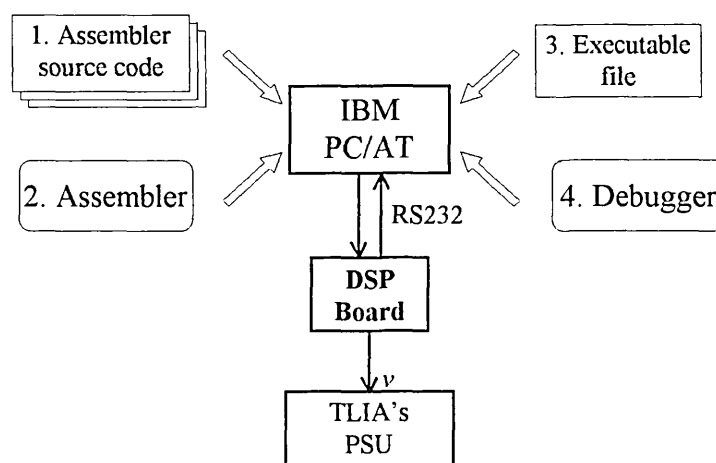 1. Assembler
source code
3. Executable
file
IBM
PC/AT
2. Assembler
4. Debugger
RS232
DSP
Board
v
TLIA's
PSU